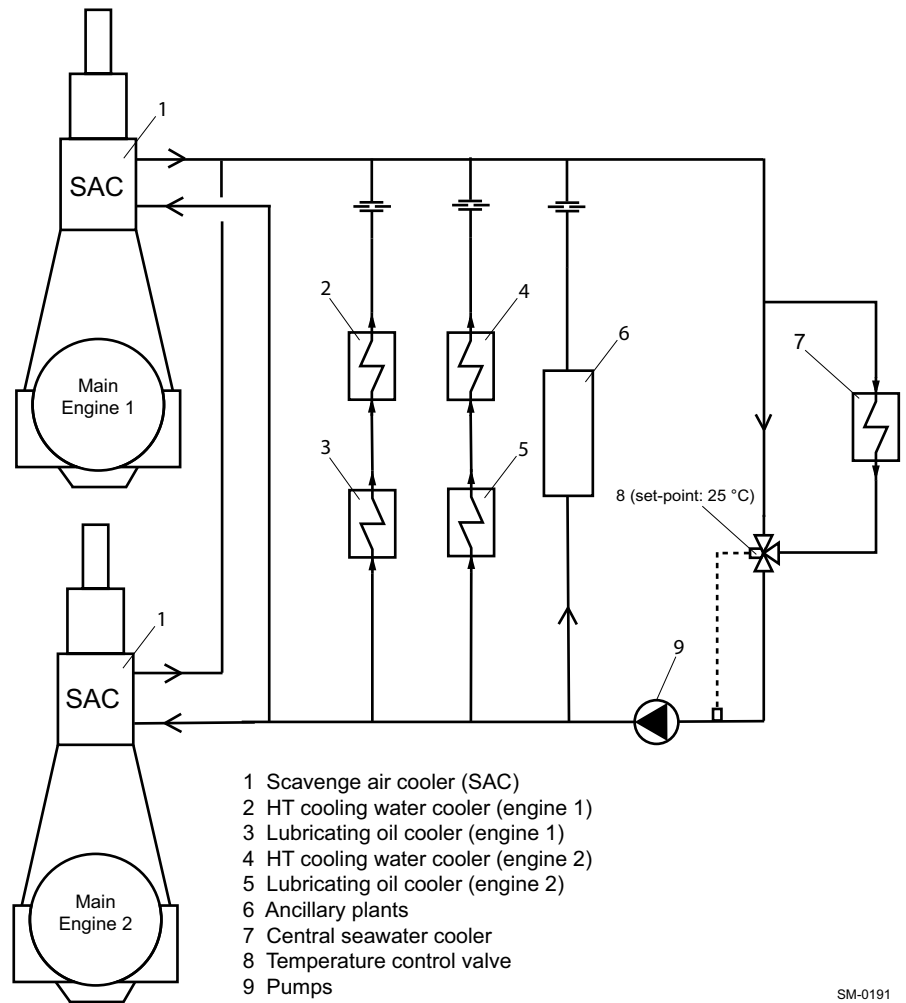 1
SAC
2
4
6
7
Main
Engine 1
3
5
8 (set-point: 25 °C)
1
9
SAC
1 Scavenge air cooler (SAC)
2 HT cooling water cooler (engine 1)
3 Lubricating oil cooler (engine 1)
4 HT cooling water cooler (engine 2)
5 Lubricating oil cooler (engine 2)
6 Ancillary plants
7 Central seawater cooler
8 Temperature control valve
9 Pumps
Main
Engine 2
SM-0191